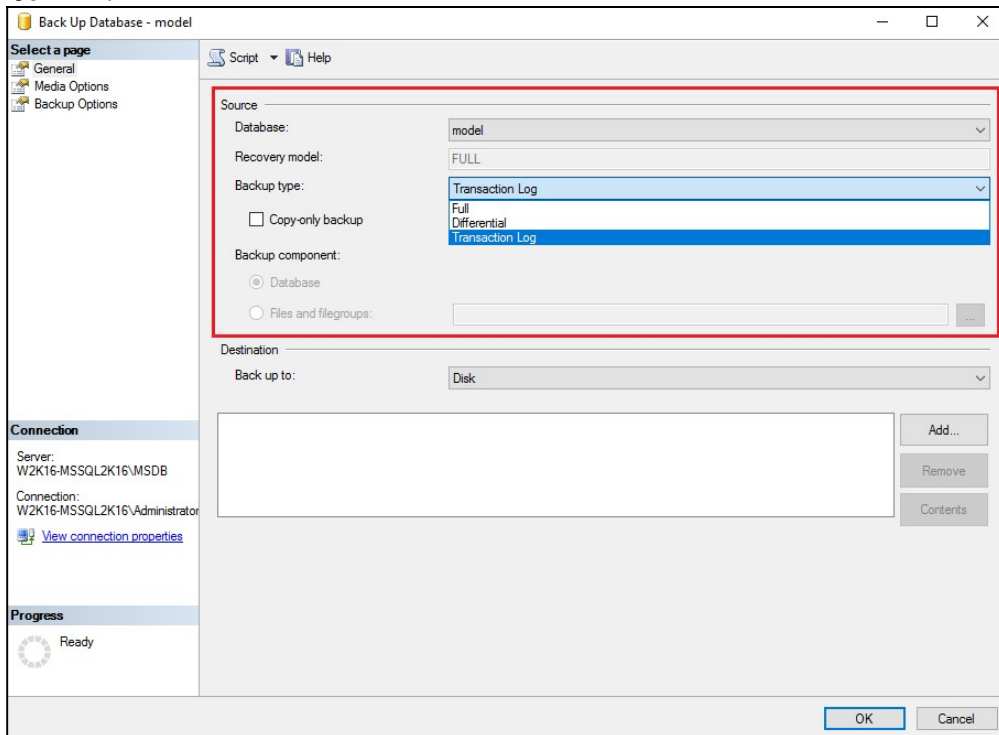 Back Up Database - model
Select a page
General
Media Options
Backup Options
Script
Help
Source
Database:
model
Recovery model:
FULL
Backup type:
Transaction Log
Full
Differential
Transaction Log
Copy-only backup
Backup component:
Database
Files and filegroups:
...
Destination
Back up to:
Disk
Add...
Remove
Contents
Connection
Server:
W2K16-MSSQL2K16\MSDB
Connection:
W2K16-MSSQL2K16\Administrator
View connection properties
Progress
Ready
OK
Cancel